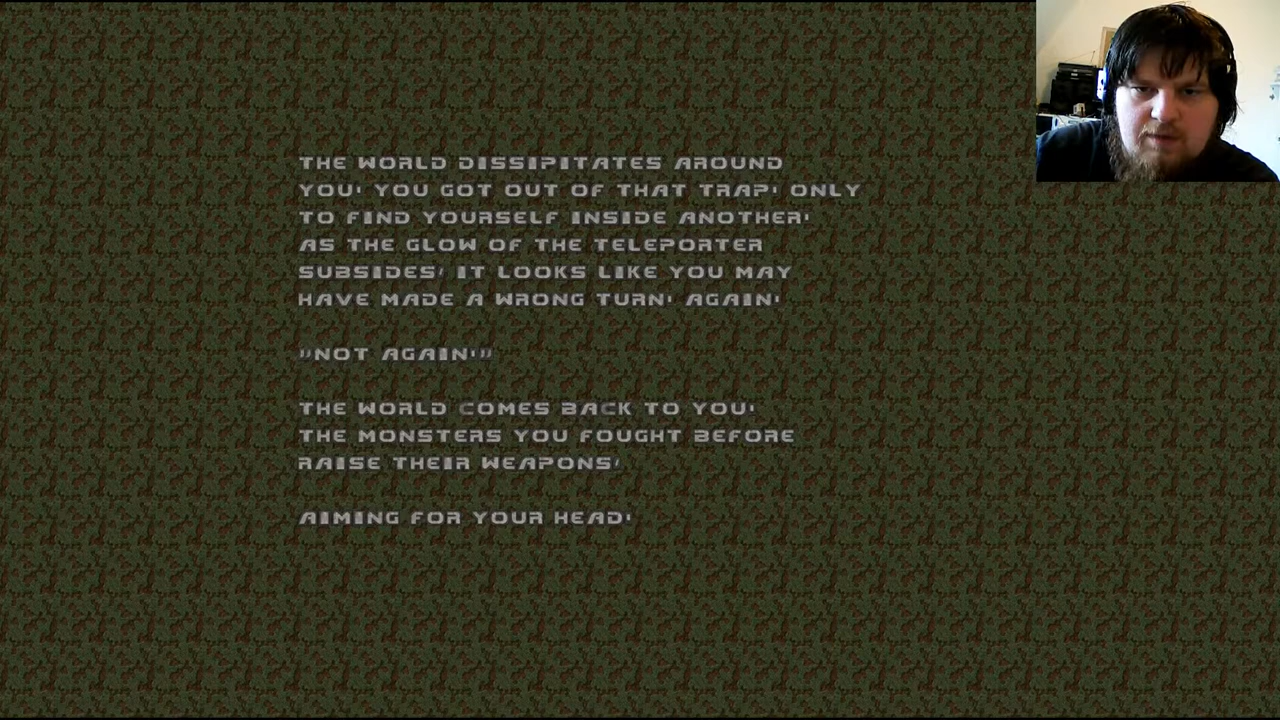 THE WORLD DISSIPITATES AROUND
YOU. YOU GOT OUT OF THAT TRAP. ONLY
TO FIND YOURSELF INSIDE ANOTHER.
AS THE GLOW OF THE TELEPORTER
SUBSIDES, IT LOOKS LIKE YOU MAY
HAVE MADE A WRONG TURN. AGAIN.
"NOT AGAIN."
THE WORLD COMES BACK TO YOU.
THE MONSTERS YOU FOUGHT BEFORE
RAISE THEIR WEAPONS,
AIMING FOR YOUR HEAD.